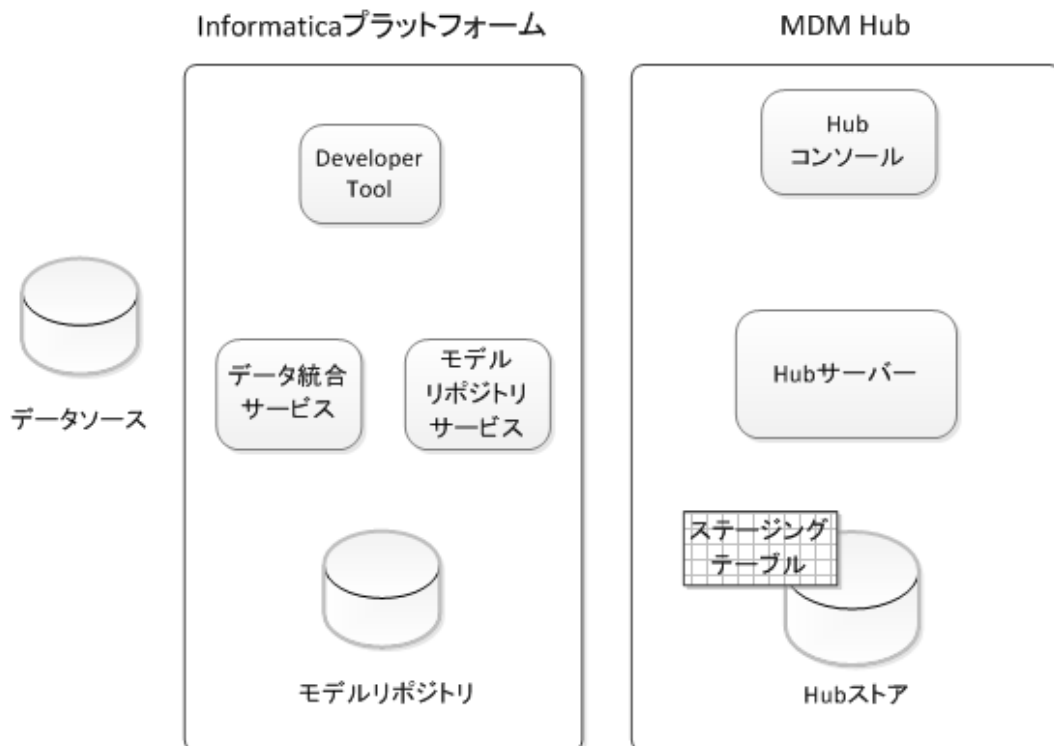 Informaticaプラットフォーム
MDM Hub
Developer
Tool
Hub
コンソール
データソース
データ統合
サービス
モデル
リポジトリ
サービス
Hubサーバー
ステージング
テーブル
モデルリポジトリ
Hubストア